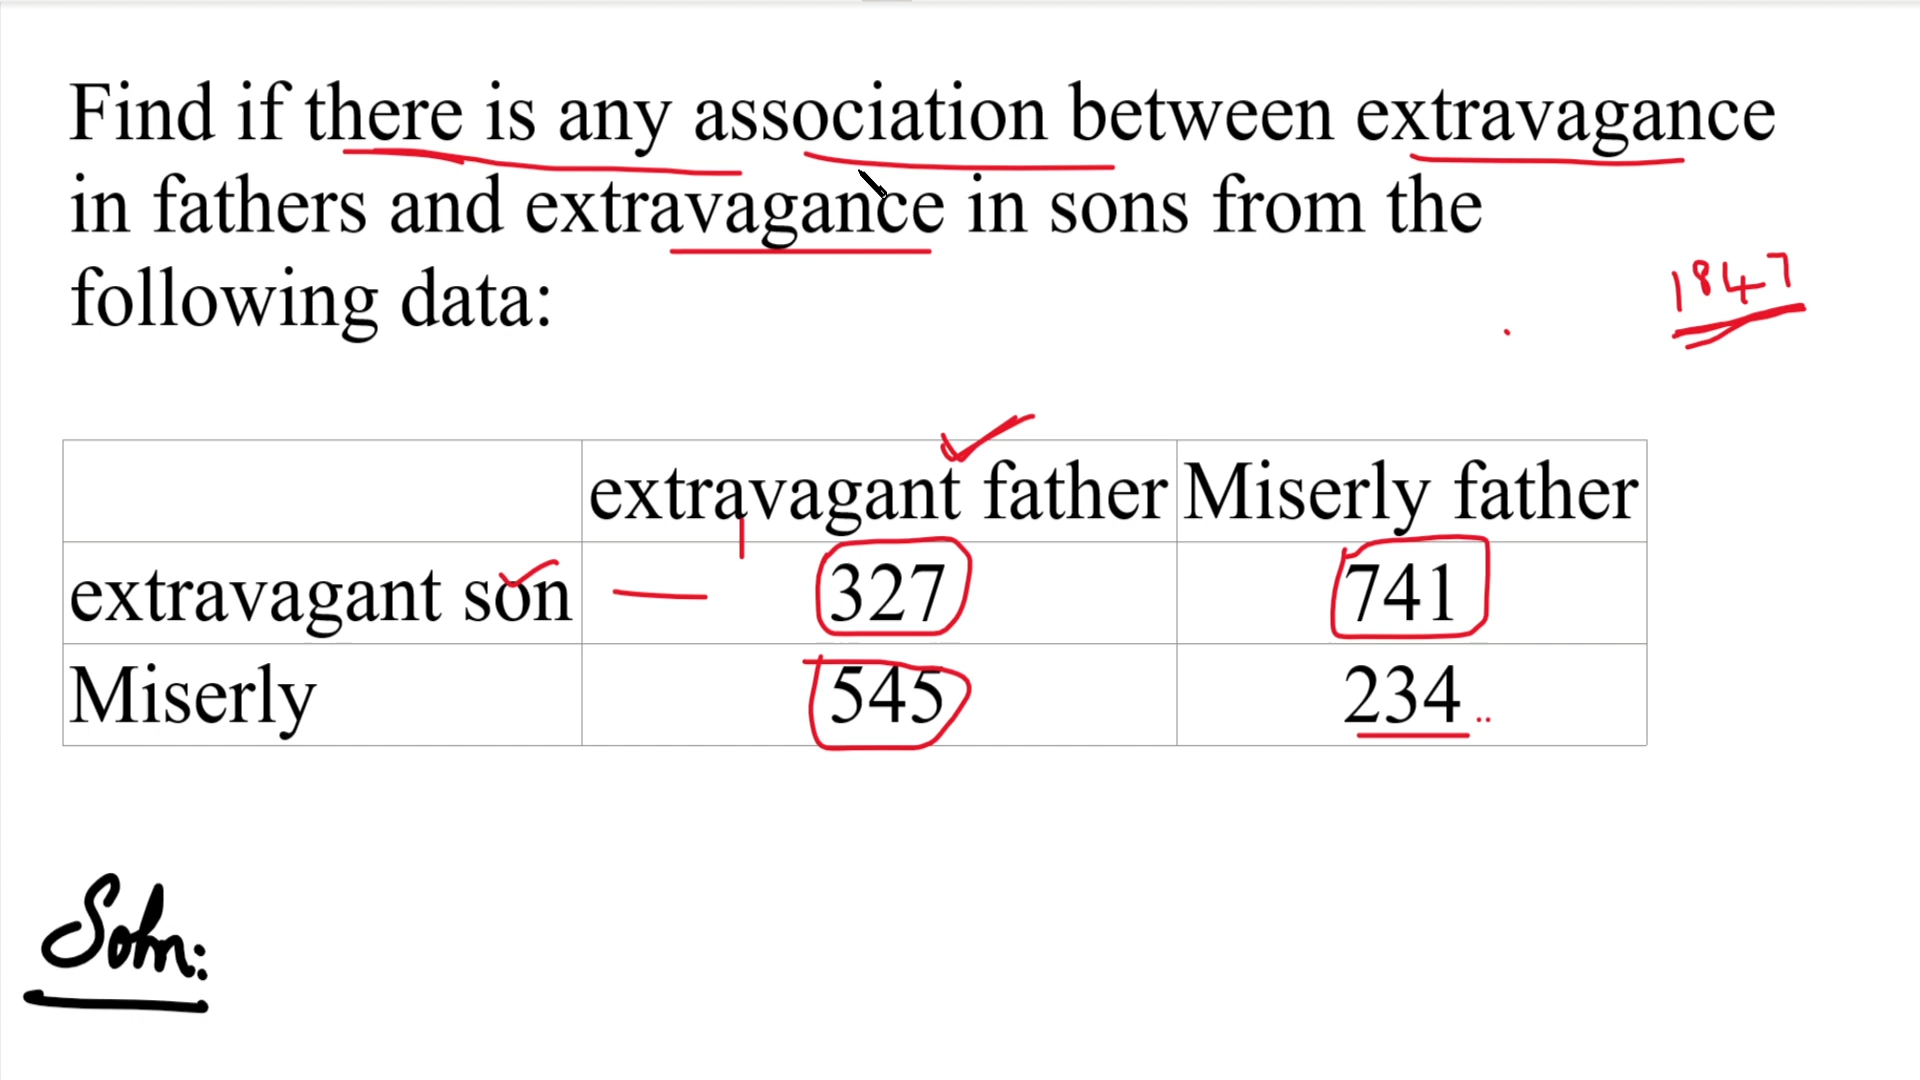 Find if there is any association between extravagance
in fathers and extravagance in sons from the
following data:
1847
extravagant father Miserly father
extravagant son 327 741
Miserly 545 234
Soln: